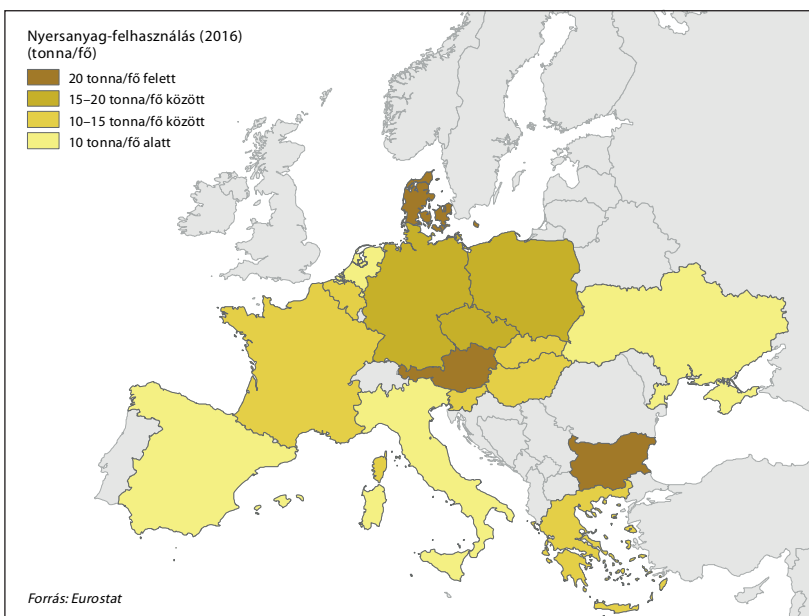 Nyersanyag-felhasználás (2016)
(tonna/fő)
20 tonna/fő felett
15–20 tonna/fő között
10–15 tonna/fő között
10 tonna/fő alatt
Forrás: Eurostat